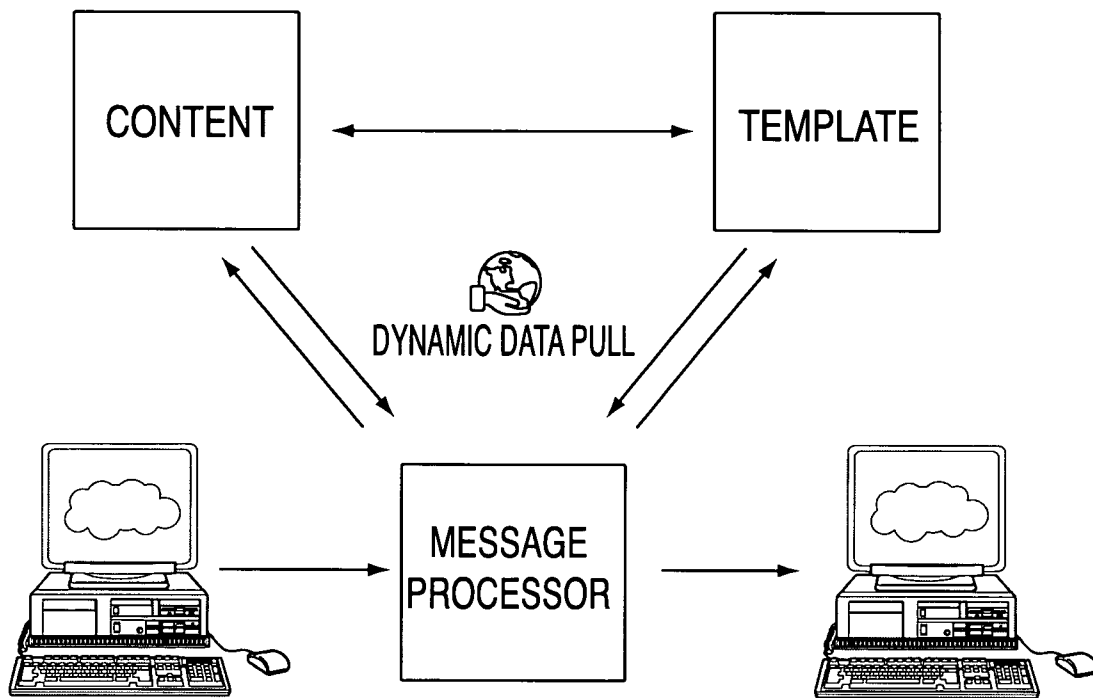 CONTENT
TEMPLATE
DYNAMIC DATA PULL
MESSAGE
PROCESSOR